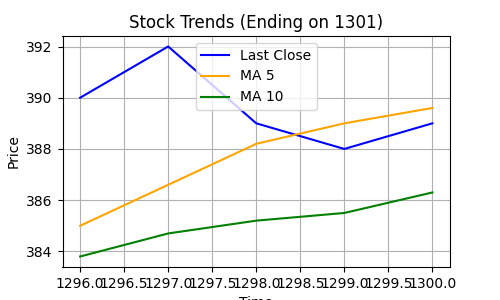 Stock Trends (Ending on 1301)
Last Close
MA 5
MA 10
Price
392
390
388
386
384
1296.0 1296.5 1297.0 1297.5 1298.0 1298.5 1299.0 1299.5 1300.0
Time